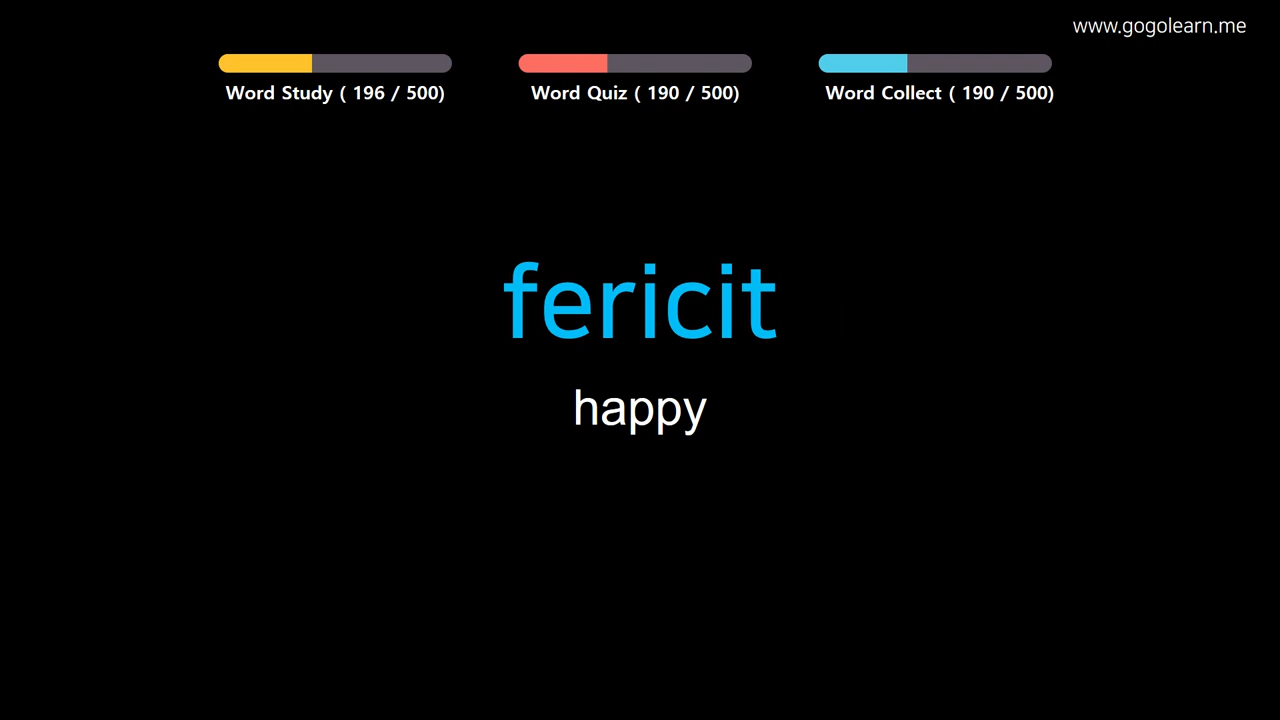 www.gogolearn.me
Word Study ( 196 / 500)
Word Quiz ( 190 / 500)
Word Collect ( 190 / 500)
fericit
happy